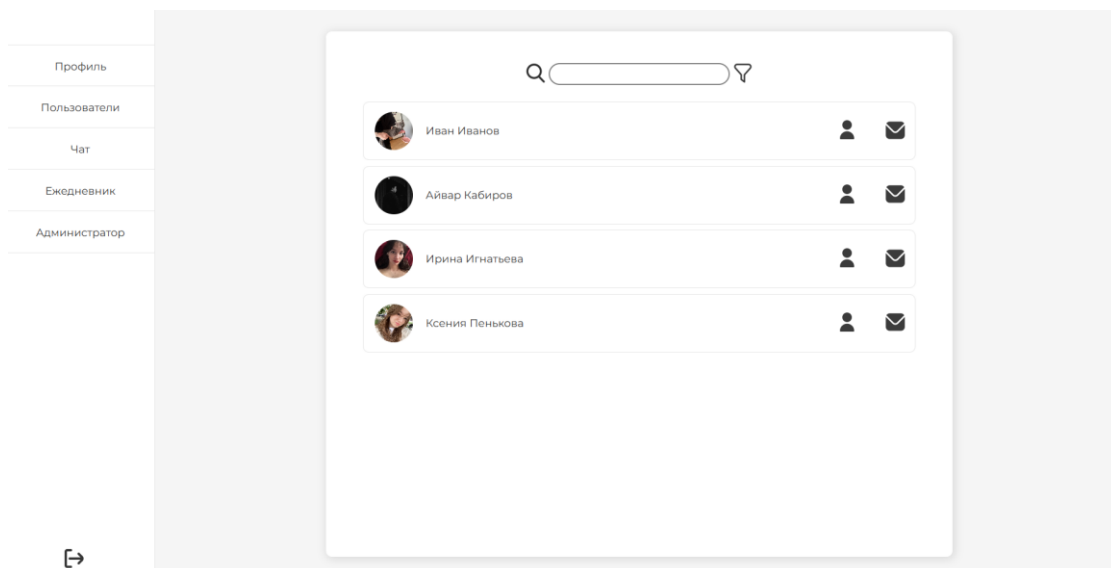 Профиль
Пользователи
Чат
Ежедневник
Администратор
Иван Иванов
Айвар Кабиров
Ирина Игнатьева
Ксения Пенькова